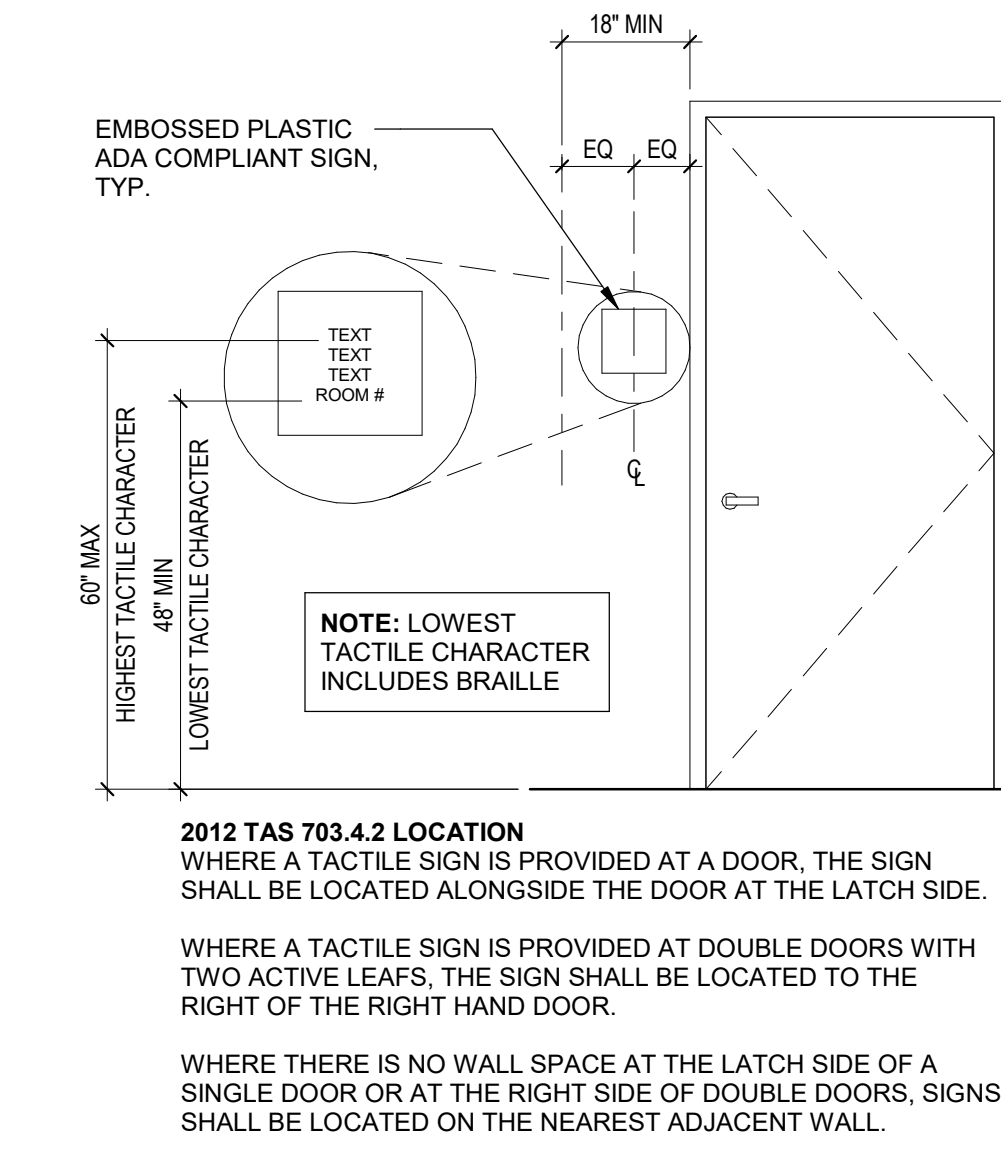 18" MIN
EMBOSSED PLASTIC
ADA COMPLIANT SIGN,
TYP.
EQ EQ
TEXT
TEXT
TEXT
ROOM #
℄
60" MAX
HIGHEST TACTILE CHARACTER
48" MIN
LOWEST TACTILE CHARACTER
NOTE: LOWEST
TACTILE CHARACTER
INCLUDES BRAILLE
2012 TAS 703.4.2 LOCATION
WHERE A TACTILE SIGN IS PROVIDED AT A DOOR, THE SIGN
SHALL BE LOCATED ALONGSIDE THE DOOR AT THE LATCH SIDE.
WHERE A TACTILE SIGN IS PROVIDED AT DOUBLE DOORS WITH
TWO ACTIVE LEAFS, THE SIGN SHALL BE LOCATED TO THE
RIGHT OF THE RIGHT HAND DOOR.
WHERE THERE IS NO WALL SPACE AT THE LATCH SIDE OF A
SINGLE DOOR OR AT THE RIGHT SIDE OF DOUBLE DOORS, SIGNS
SHALL BE LOCATED ON THE NEAREST ADJACENT WALL.